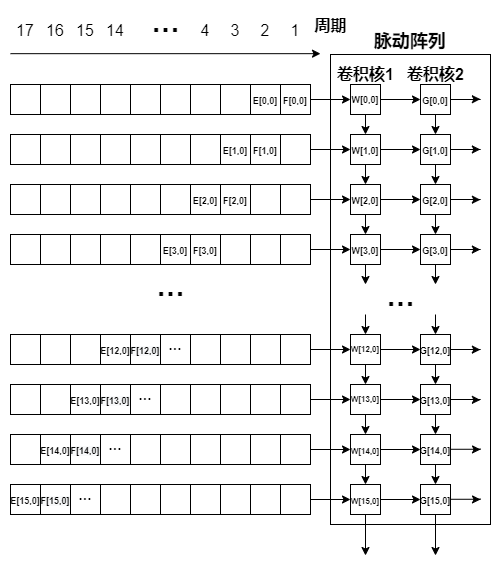 17 16 15 14 ··· 4 3 2 1 周期
脉动阵列
卷积核1 卷积核2
E[0,0] F[0,0] W[0,0] G[0,0]
E[1,0] F[1,0] W[1,0] G[1,0]
E[2,0] F[2,0] W[2,0] G[2,0]
E[3,0] F[3,0] W[3,0] G[3,0]
··· ···
E[12,0] F[12,0] ··· W[12,0] G[12,0]
E[13,0] F[13,0] ··· W[13,0] G[13,0]
E[14,0] F[14,0] ··· W[14,0] G[14,0]
E[15,0] F[15,0] ··· W[15,0] G[15,0]